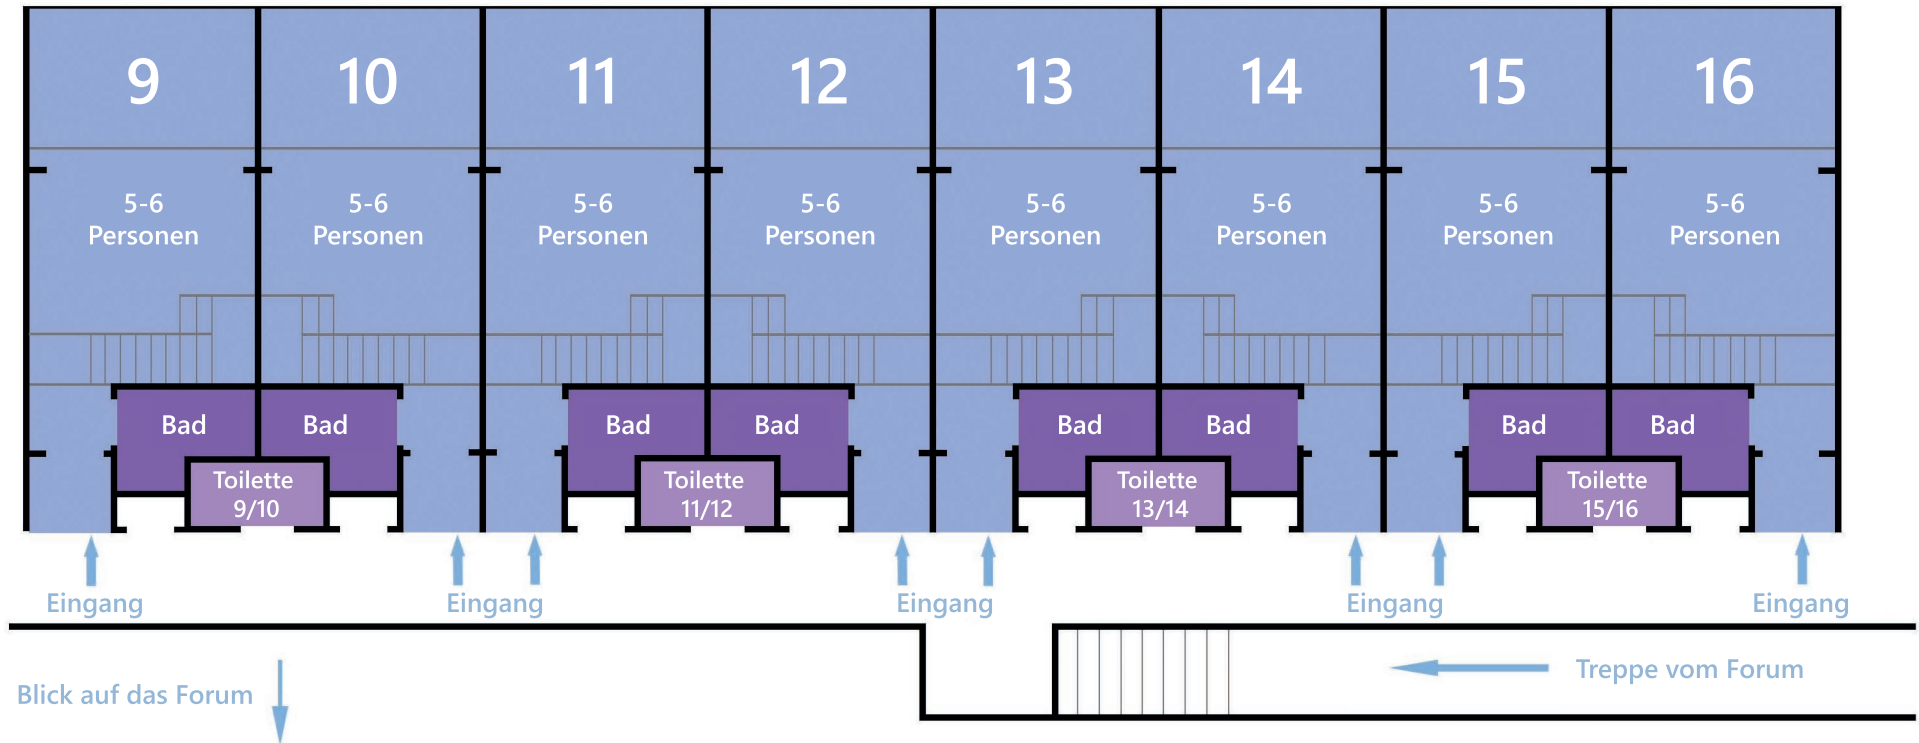 9 10 11 12 13 14 15 16
5-6 5-6 5-6 5-6 5-6 5-6 5-6 5-6
Personen Personen Personen Personen Personen Personen Personen Personen
Bad Bad Bad Bad Bad Bad Bad Bad
Toilette Toilette Toilette Toilette
9/10 11/12 13/14 15/16
Eingang Eingang Eingang Eingang Eingang
Treppe vom Forum
Blick auf das Forum